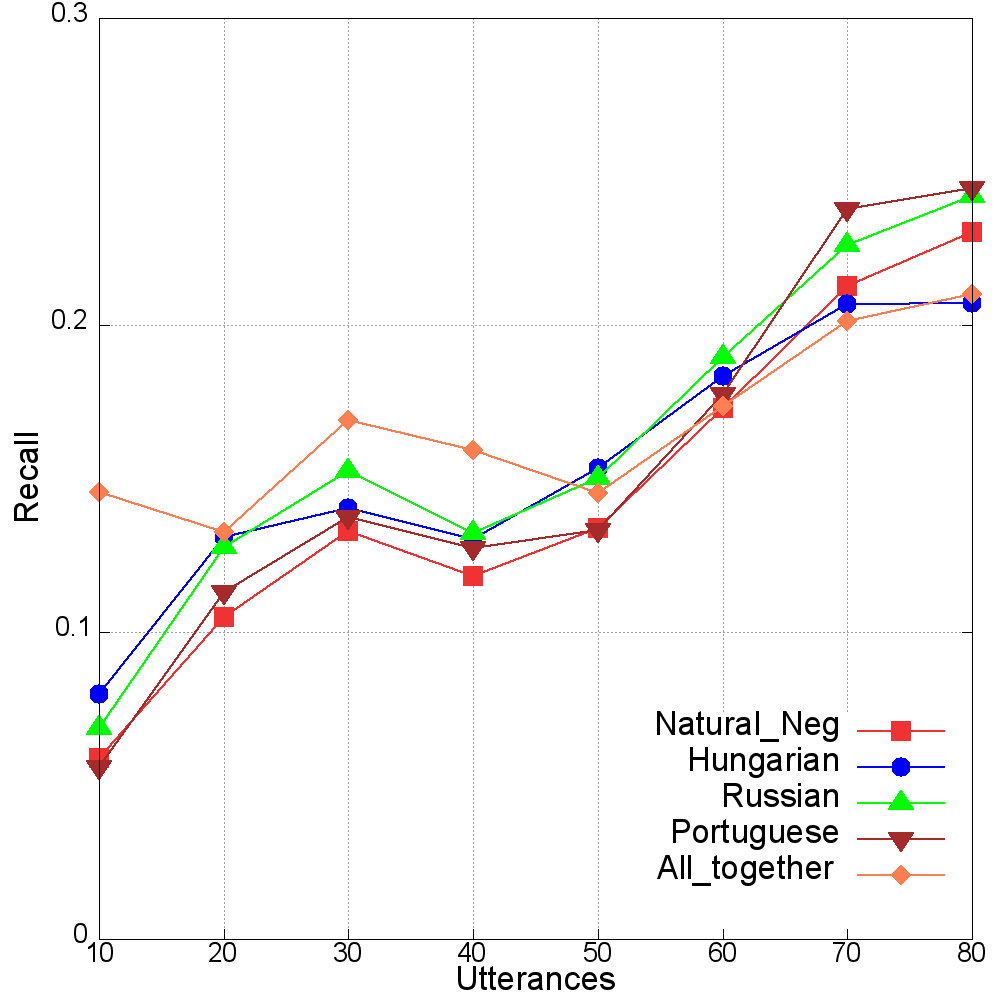 0.3
0.2
0.1
0
Recall
10 20 30 40 50 60 70 80
Utterances
Natural_Neg
Hungarian
Russian
Portuguese
All_together